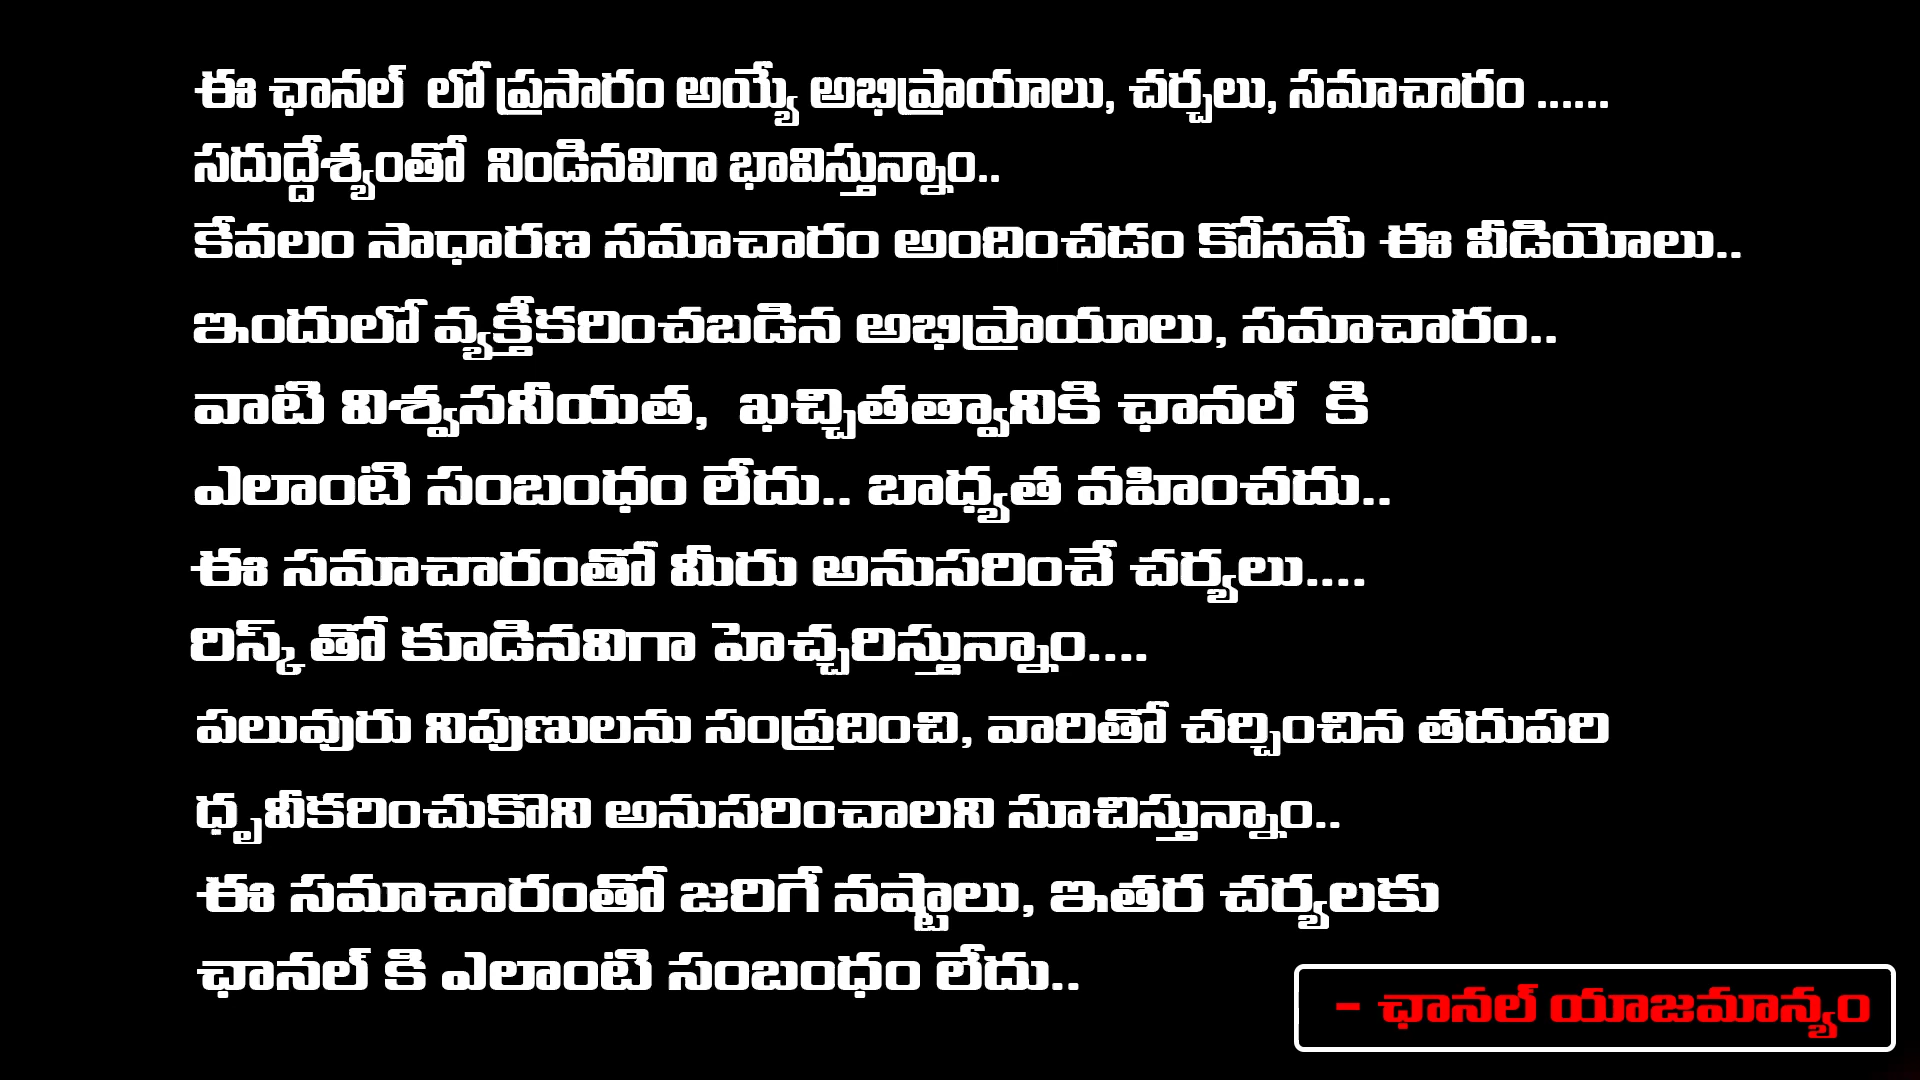 ఈ ఛానల్ లో ప్రసారం అయ్యే అభిప్రాయాలు, చర్చలు, సమాచారం ......
సదుద్దేశ్యంతో నిండినవిగా భావిస్తున్నాం..
కేవలం సాధారణ సమాచారం అందించడం కోసమే ఈ వీడియోలు..
ఇందులో వ్యక్తీకరించబడిన అభిప్రాయాలు, సమాచారం..
వాటి విశ్వసనీయత, ఖచ్చితత్వానికి ఛానల్ కి
ఎలాంటి సంబంధం లేదు.. బాధ్యత వహించదు..
ఈ సమాచారంతో మీరు అనుసరించే చర్యలు....
రిస్క్ తో కూడినవిగా హెచ్చరిస్తున్నాం....
పలువురు నిపుణులను సంప్రదించి, వారితో చర్చించిన తదుపరి
ధృవీకరించుకొని అనుసరించాలని సూచిస్తున్నాం..
ఈ సమాచారంతో జరిగే నష్టాలు, ఇతర చర్యలకు
ఛానల్ కి ఎలాంటి సంబంధం లేదు..
- ఛానల్ యాజమాన్యం